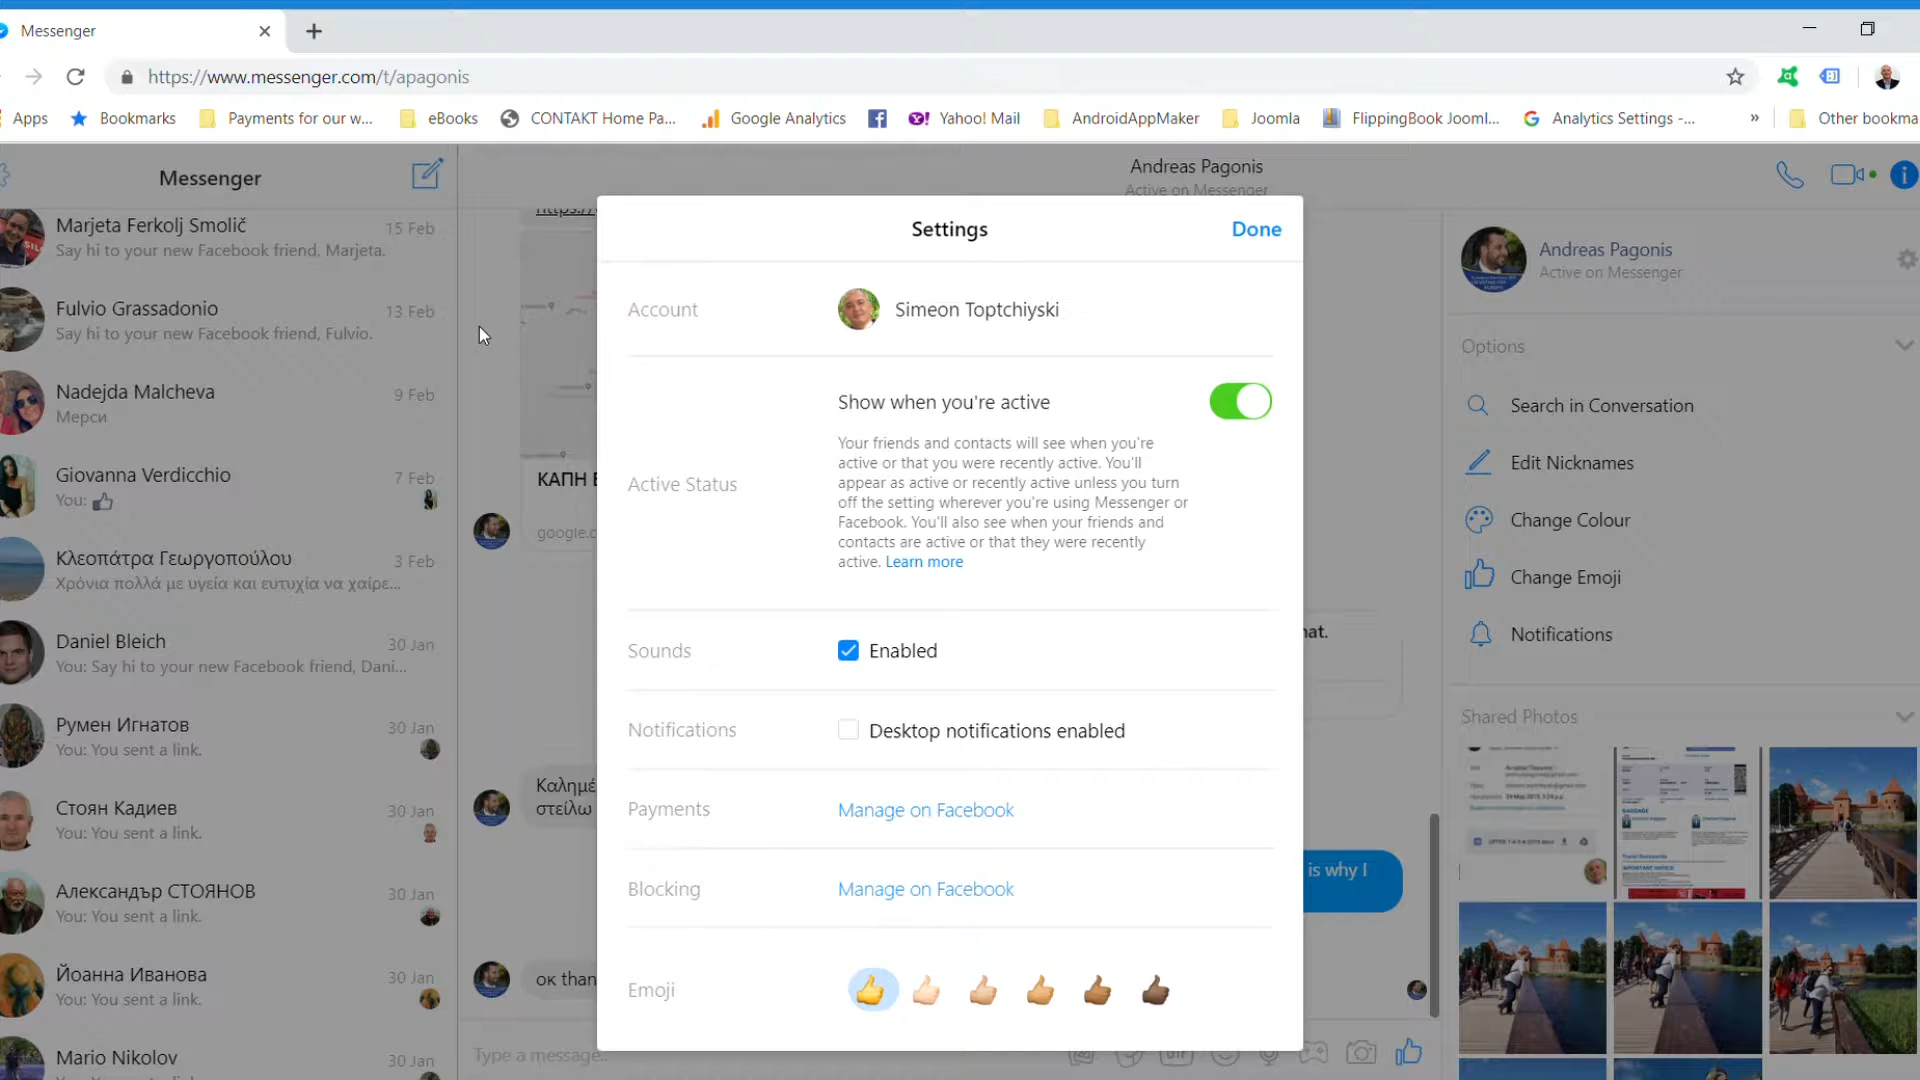 Messenger
https://www.messenger.com/t/apagonis
Apps
Bookmarks
Payments for our w...
eBooks
CONTAKT Home Pa...
Google Analytics
Yahoo! Mail
AndroidAppMaker
Joomla
FlippingBook Jooml...
Analytics Settings -...
»
Other bookma
Messenger
Marjeta Ferkolj Smolič
15 Feb
Say hi to your new Facebook friend, Marjeta.
Fulvio Grassadonio
13 Feb
Say hi to your new Facebook friend, Fulvio.
Nadejda Malcheva
9 Feb
Мерси
Giovanna Verdicchio
7 Feb
You:
Κλεοπάτρα Γεωργοπούλου
3 Feb
Χρόνια πολλά με υγεία και ευτυχία να χαίρε...
Daniel Bleich
30 Jan
You: Say hi to your new Facebook friend, Dani...
Румен Игнатов
30 Jan
You: You sent a link.
Стоян Кадиев
30 Jan
You: You sent a link.
Александър СТОЯНОВ
30 Jan
You: You sent a link.
Йоанна Иванова
30 Jan
You: You sent a link.
Mario Nikolov
30 Jan
Andreas Pagonis
Active on Messenger
https://
ΚΑΠΗ
google.c
hat.
Καλημέ
στείλω
is why I
οκ than
Type a message..
Settings
Done
Account
Simeon Toptchiyski
Active Status
Show when you're active
Your friends and contacts will see when you're
active or that you were recently active. You'll
appear as active or recently active unless you turn
off the setting wherever you're using Messenger or
Facebook. You'll also see when your friends and
contacts are active or that they were recently
active. Learn more
Sounds
Enabled
Notifications
Desktop notifications enabled
Payments
Manage on Facebook
Blocking
Manage on Facebook
Emoji
Andreas Pagonis
Active on Messenger
Options
Search in Conversation
Edit Nicknames
Change Colour
Change Emoji
Notifications
Shared Photos